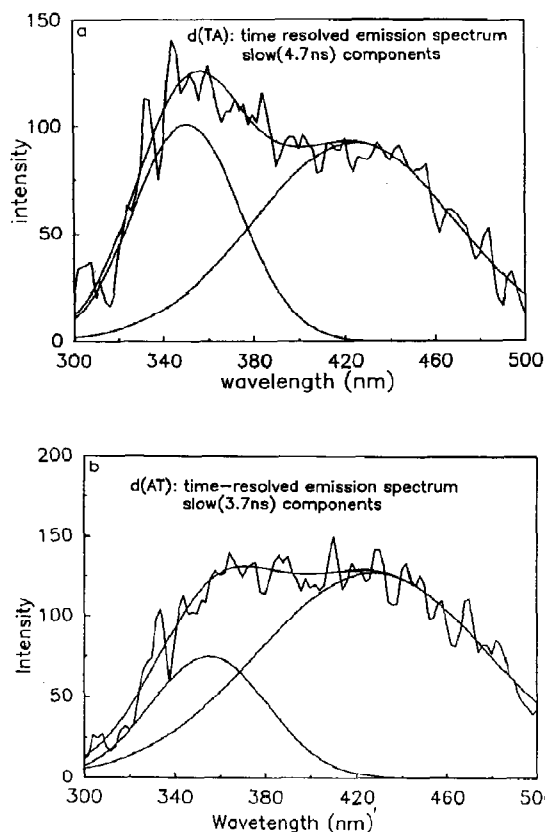 150
a
d(TA): time resolved emission spectrum
slow(4.7ns) components
100
50
0
intensity
300
340
380
420
460
500
wavelength (nm)
200
b
d(AT): time-resolved emission spectrum
slow(3.7ns) components
150
100
50
0
Intensity
300
340
380
420
460
50
Wavetength (nm)'